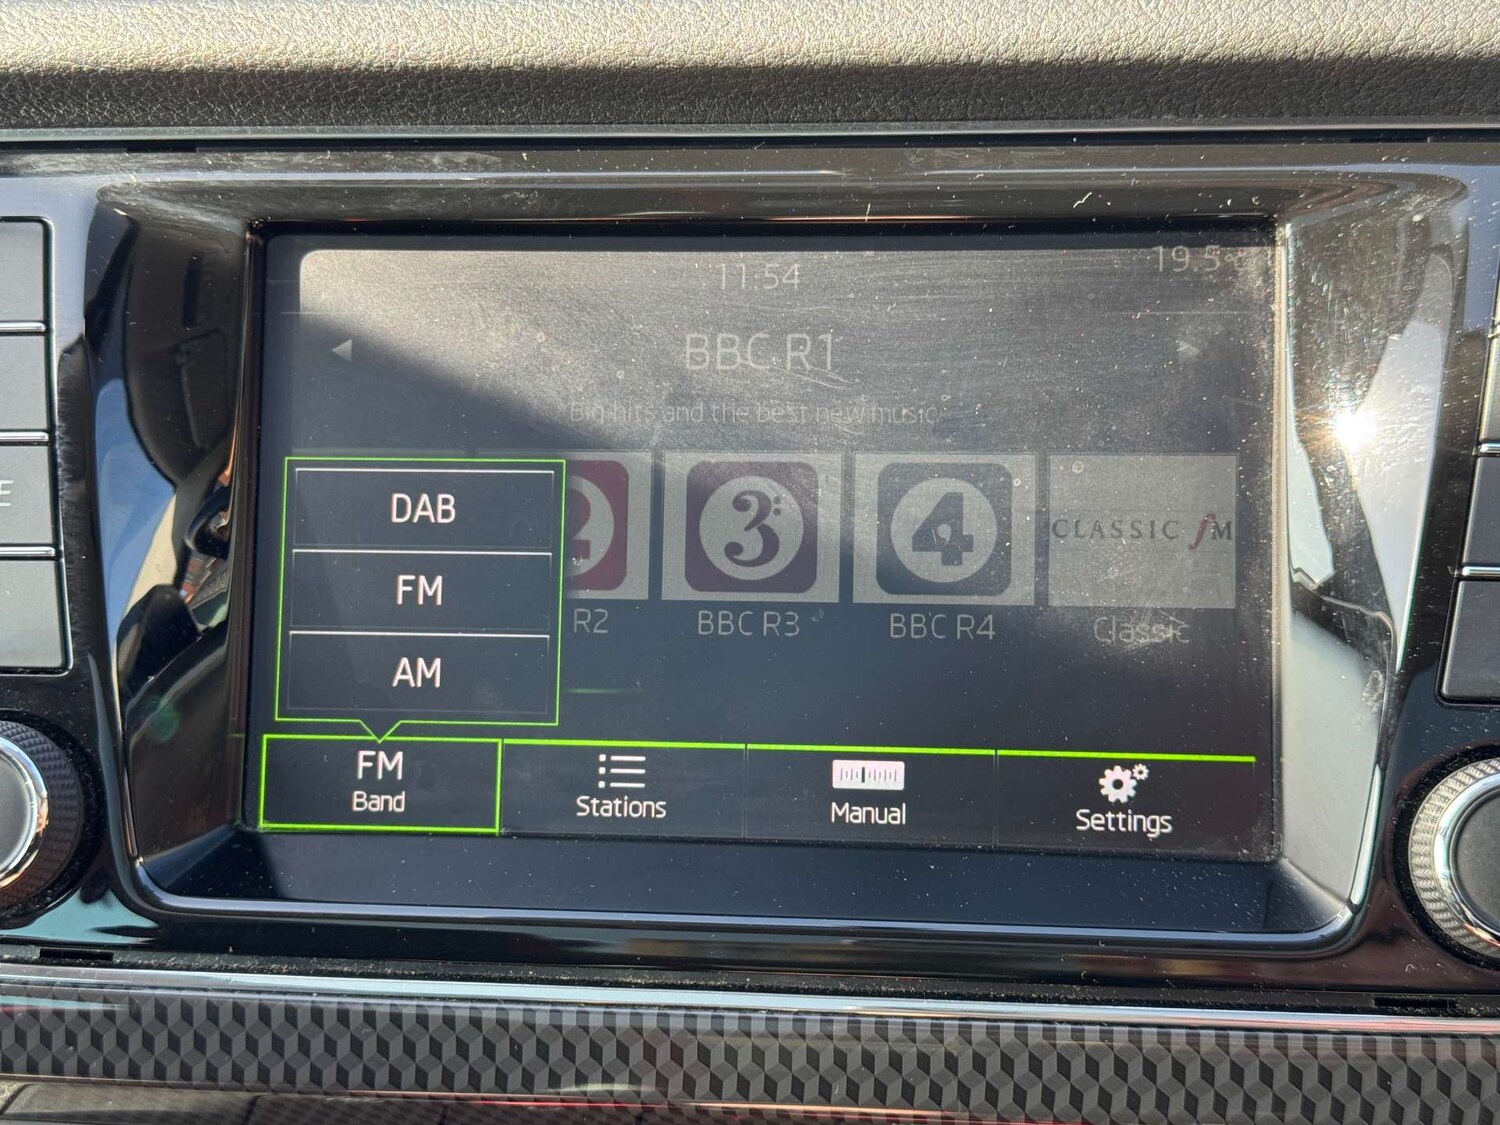 11:54
19.5°C
BBC R1
Big hits and the best new music
DAB
FM
AM
2
3
4
CLASSIC fM
R2
BBC R3
BBC R4
Classic
E
FM
Band
Stations
Manual
Settings